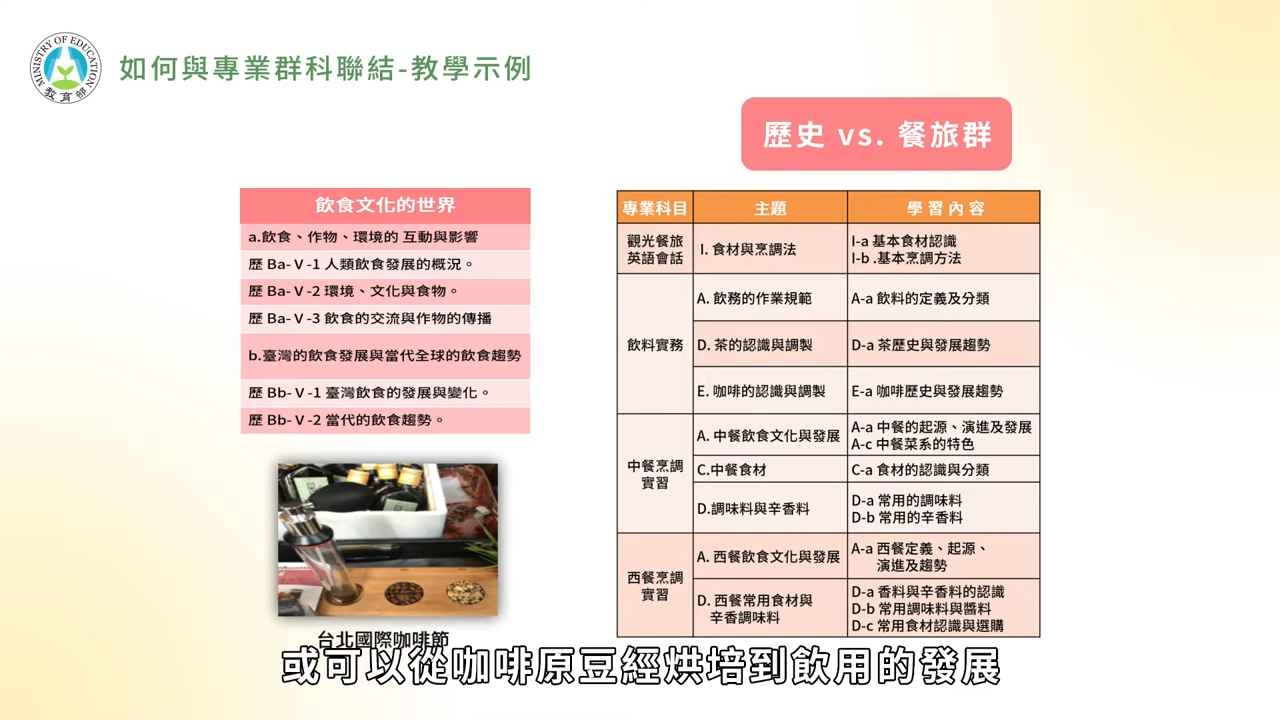 MINISTRY OF EDUCATION
教育部
如何與專業群科聯結-教學示例
歷史 vs. 餐旅群
飲食文化的世界
a.飲食、作物、環境的 互動與影響
歷 Ba-Ⅴ-1 人類飲食發展的概況。
歷 Ba-Ⅴ-2 環境、文化與食物。
歷 Ba-Ⅴ-3 飲食的交流與作物的傳播
b.臺灣的飲食發展與當代全球的飲食趨勢
歷 Bb-Ⅴ-1 臺灣飲食的發展與變化。
歷 Bb-Ⅴ-2 當代的飲食趨勢。
台北國際咖啡節
專業科目 主題 學習內容
觀光餐旅
英語會話
I. 食材與烹調法
I-a 基本食材認識
I-b .基本烹調方法
飲料實務
A. 飲務的作業規範
A-a 飲料的定義及分類
D. 茶的認識與調製
D-a 茶歷史與發展趨勢
E. 咖啡的認識與調製
E-a 咖啡歷史與發展趨勢
中餐烹調
實習
A. 中餐飲食文化與發展
A-a 中餐的起源、演進及發展
A-c 中餐菜系的特色
C.中餐食材
C-a 食材的認識與分類
D.調味料與辛香料
D-a 常用的調味料
D-b 常用的辛香料
西餐烹調
實習
A. 西餐飲食文化與發展
A-a 西餐定義、起源、
演進及趨勢
D. 西餐常用食材與
辛香調味料
D-a 香料與辛香料的認識
D-b 常用調味料與醬料
D-c 常用食材認識與選購
或可以從咖啡原豆經烘培到飲用的發展